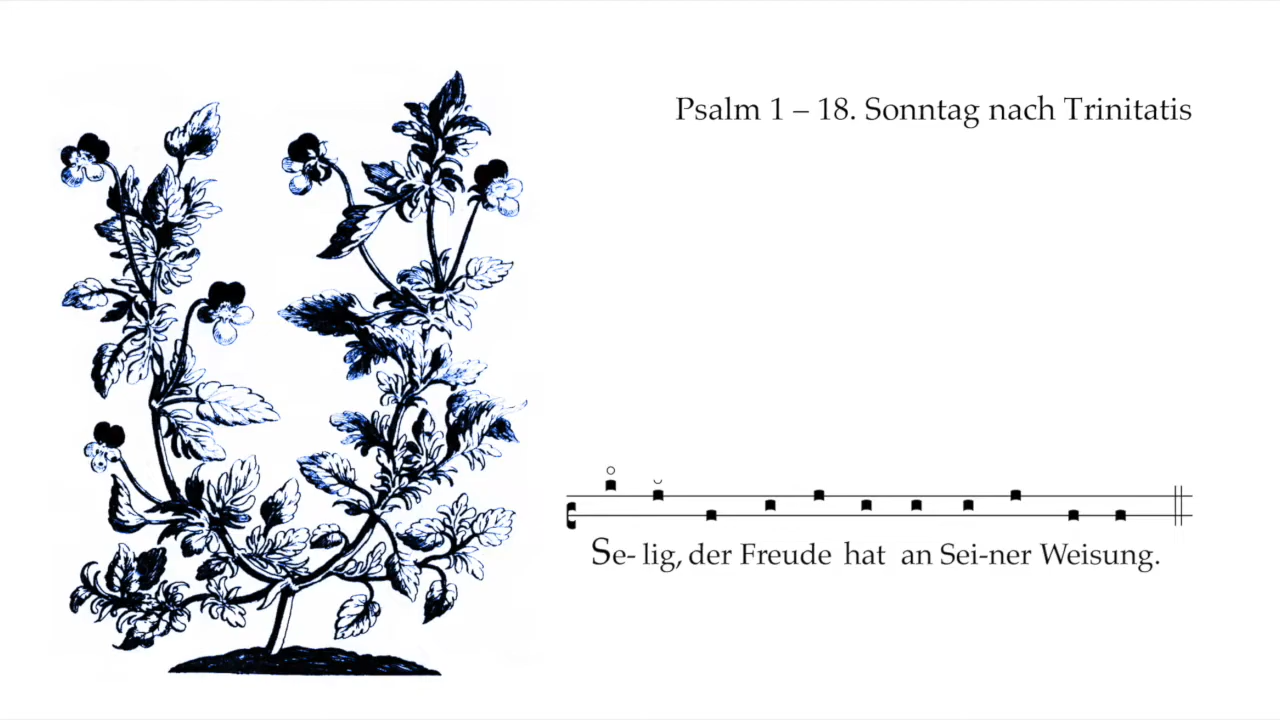 Psalm 1 – 18. Sonntag nach Trinitatis
Se- lig, der Freude hat an Sei-ner Weisung.